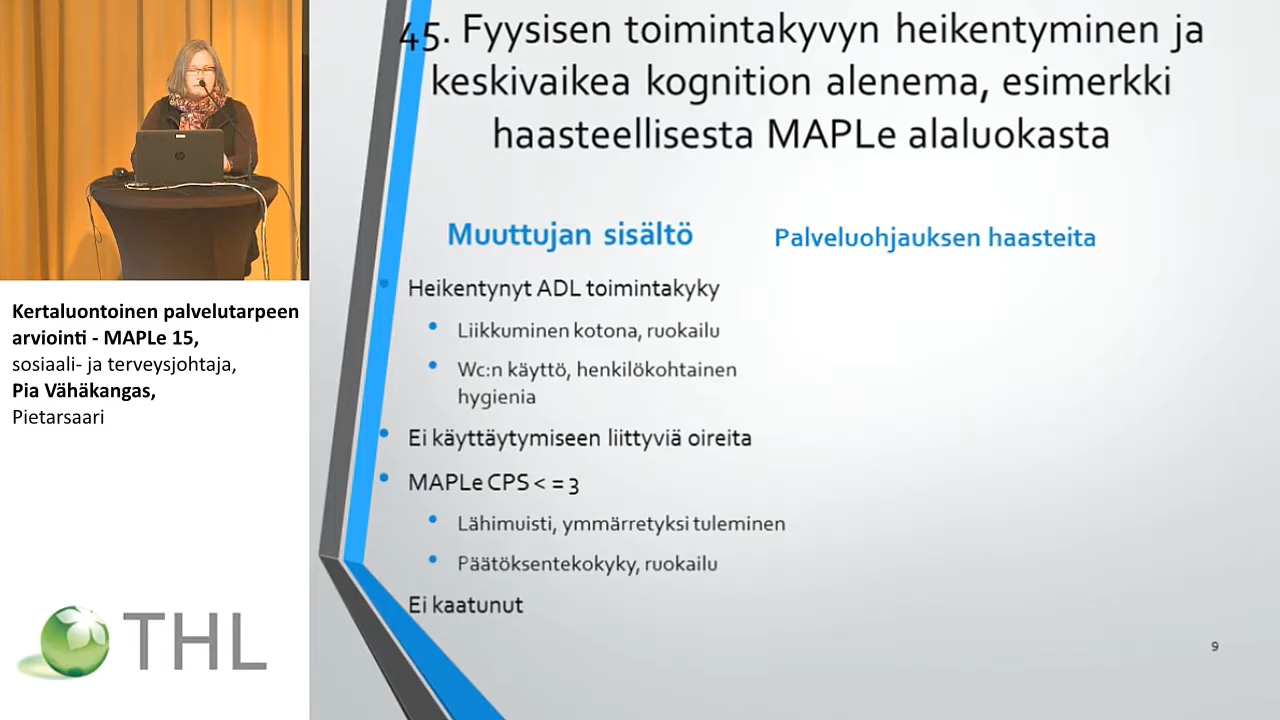 45. Fyysisen toimintakyvyn heikentyminen ja
keskivaikea kognition alenema, esimerkki
haasteellisesta MAPLe alaluokasta
Muuttujan sisältö
Heikentynyt ADL toimintakyky
Liikkuminen kotona, ruokailu
Wc:n käyttö, henkilökohtainen
hygienia
Ei käyttäytymiseen liittyviä oireita
MAPLe CPS < = 3
Lähimuisti, ymmärretyksi tuleminen
Päätöksentekokyky, ruokailu
Ei kaatunut
Palveluohjauksen haasteita
9
Kertaluontoinen palvelutarpeen
arviointi - MAPLe 15,
sosiaali- ja terveysjohtaja,
Pia Vähäkangas,
Pietarsaari
THL
hp